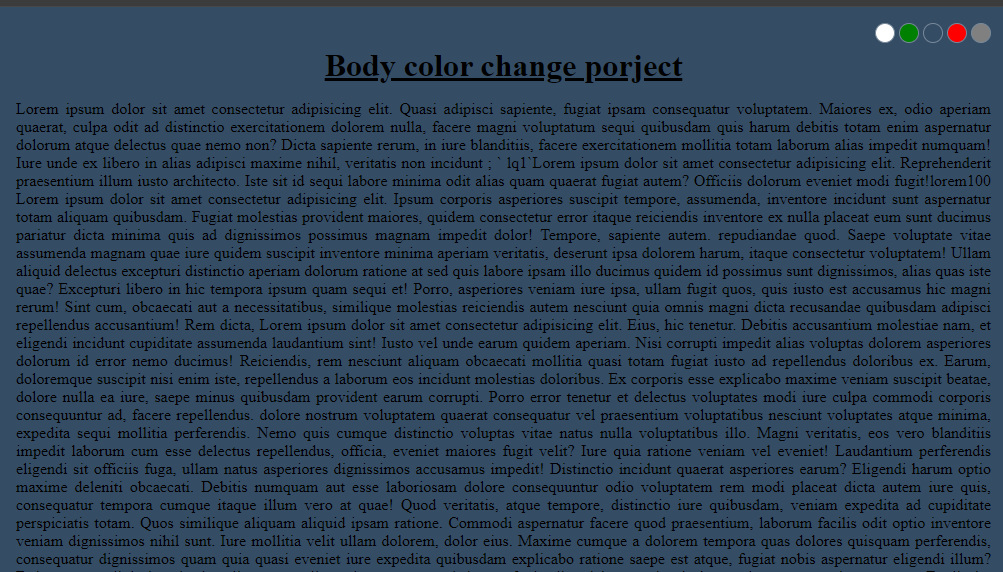 Body color change porject
Lorem ipsum dolor sit amet consectetur adipisicing elit. Quasi adipisci sapiente, fugiat ipsam consequatur voluptatem. Maiores ex, odio aperiam
quaerat, culpa odit ad distinctio exercitationem dolorem nulla, facere magni voluptatum sequi quibusdam quis harum debitis totam enim aspernatur
dolorum atque delectus quae nemo non? Dicta sapiente rerum, in iure blanditiis, facere exercitationem mollitia totam laborum alias impedit numquam!
Iure unde ex libero in alias adipisci maxime nihil, veritatis non incidunt ; ` lq1`Lorem ipsum dolor sit amet consectetur adipisicing elit. Reprehenderit
praesentium illum iusto architecto. Iste sit id sequi labore minima odit alias quam quaerat fugiat autem? Officiis dolorum eveniet modi fugit!lorem100
Lorem ipsum dolor sit amet consectetur adipisicing elit. Ipsum corporis asperiores suscipit tempore, assumenda, inventore incidunt sunt aspernatur
totam aliquam quibusdam. Fugiat molestias provident maiores, quidem consectetur error itaque reiciendis inventore ex nulla placeat eum sunt ducimus
pariatur dicta minima quis ad dignissimos possimus magnam impedit dolor! Tempore, sapiente autem. repudiandae quod. Saepe voluptate vitae
assumenda magnam quae iure quidem suscipit inventore minima aperiam veritatis, deserunt ipsa dolorem harum, itaque consectetur voluptatem! Ullam
aliquid delectus excepturi distinctio aperiam dolorum ratione at sed quis labore ipsam illo ducimus quidem id possimus sunt dignissimos, alias quas iste
quae? Excepturi libero in hic tempora ipsum quam sequi et! Porro, asperiores veniam iure ipsa, ullam fugit quos, quis iusto est accusamus hic magni
rerum! Sint cum, obcaecati aut a necessitatibus, similique molestias reiciendis autem nesciunt quia omnis magni dicta recusandae quibusdam adipisci
repellendus accusantium! Rem dicta, Lorem ipsum dolor sit amet consectetur adipisicing elit. Eius, hic tenetur. Debitis accusantium molestiae nam, et
eligendi incidunt cupiditate assumenda laudantium sint! Iusto vel unde earum quidem aperiam. Nisi corrupti impedit alias voluptas dolorem asperiores
dolorum id error nemo ducimus! Reiciendis, rem nesciunt aliquam obcaecati mollitia quasi totam fugiat iusto ad repellendus doloribus ex. Earum,
doloremque suscipit nisi enim iste, repellendus a laborum eos incidunt molestias doloribus. Ex corporis esse explicabo maxime veniam suscipit beatae,
dolore nulla ea iure, saepe minus quibusdam provident earum corrupti. Porro error tenetur et delectus voluptates modi iure culpa commodi corporis
consequuntur ad, facere repellendus. dolore nostrum voluptatem quaerat consequatur vel praesentium voluptatibus nesciunt voluptates atque minima,
expedita sequi mollitia perferendis. Nemo quis cumque distinctio voluptas vitae natus nulla voluptatibus illo. Magni veritatis, eos vero blanditiis
impedit laborum cum esse delectus repellendus, officia, eveniet maiores fugit velit? Iure quia ratione veniam vel eveniet! Laudantium perferendis
eligendi sit officiis fuga, ullam natus asperiores dignissimos accusamus impedit! Distinctio incidunt quaerat asperiores earum? Eligendi harum optio
maxime deleniti obcaecati. Debitis numquam aut esse laboriosam dolore consequuntur odio voluptatem rem modi placeat dicta autem iure quis,
consequatur tempora cumque itaque illum vero at quae! Quod veritatis, atque tempore, distinctio iure quibusdam, veniam expedita ad cupiditate
perspiciatis totam. Quos similique aliquam aliquid ipsam ratione. Commodi aspernatur facere quod praesentium, laborum facilis odit optio inventore
veniam dignissimos nihil sunt. Iure mollitia velit ullam dolorem, dolor eius. Maxime cumque a dolorem tempora quas dolores quisquam perferendis,
consequatur dignissimos quam quia quasi eveniet iure expedita quibusdam explicabo ratione saepe est atque, fugiat nobis aspernatur eligendi illum?